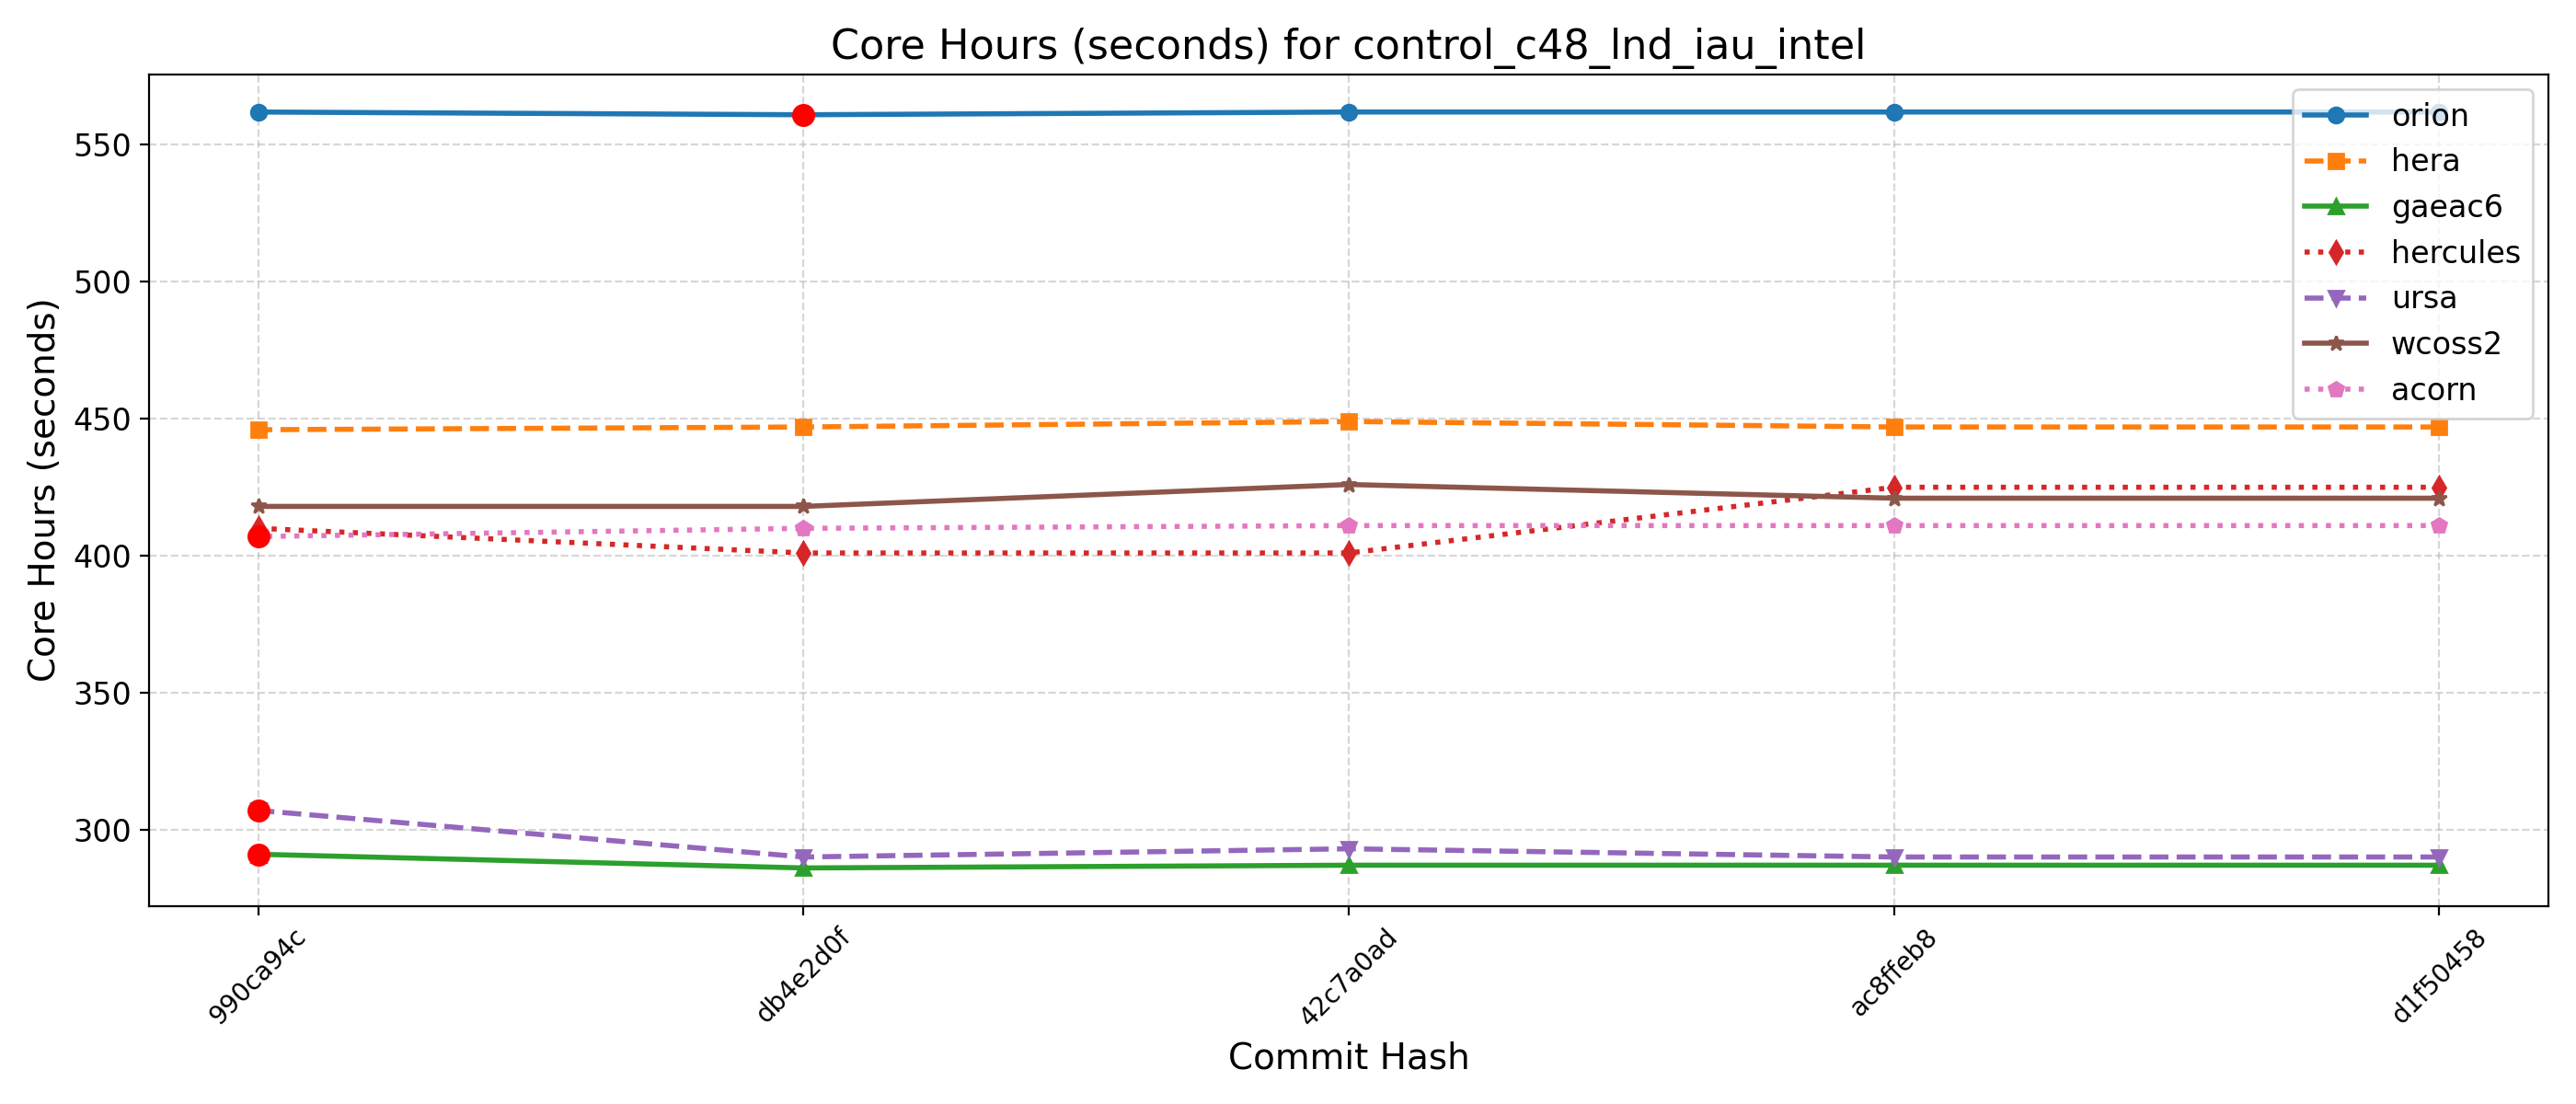 Core Hours (seconds) for control_c48_lnd_iau_intel
Core Hours (seconds)
550
500
450
400
350
300
orion
hera
gaeac6
hercules
ursa
wcoss2
acorn
990ca94c
db4e2d0f
42c7a0ad
ac8ffeb8
d1f50458
Commit Hash